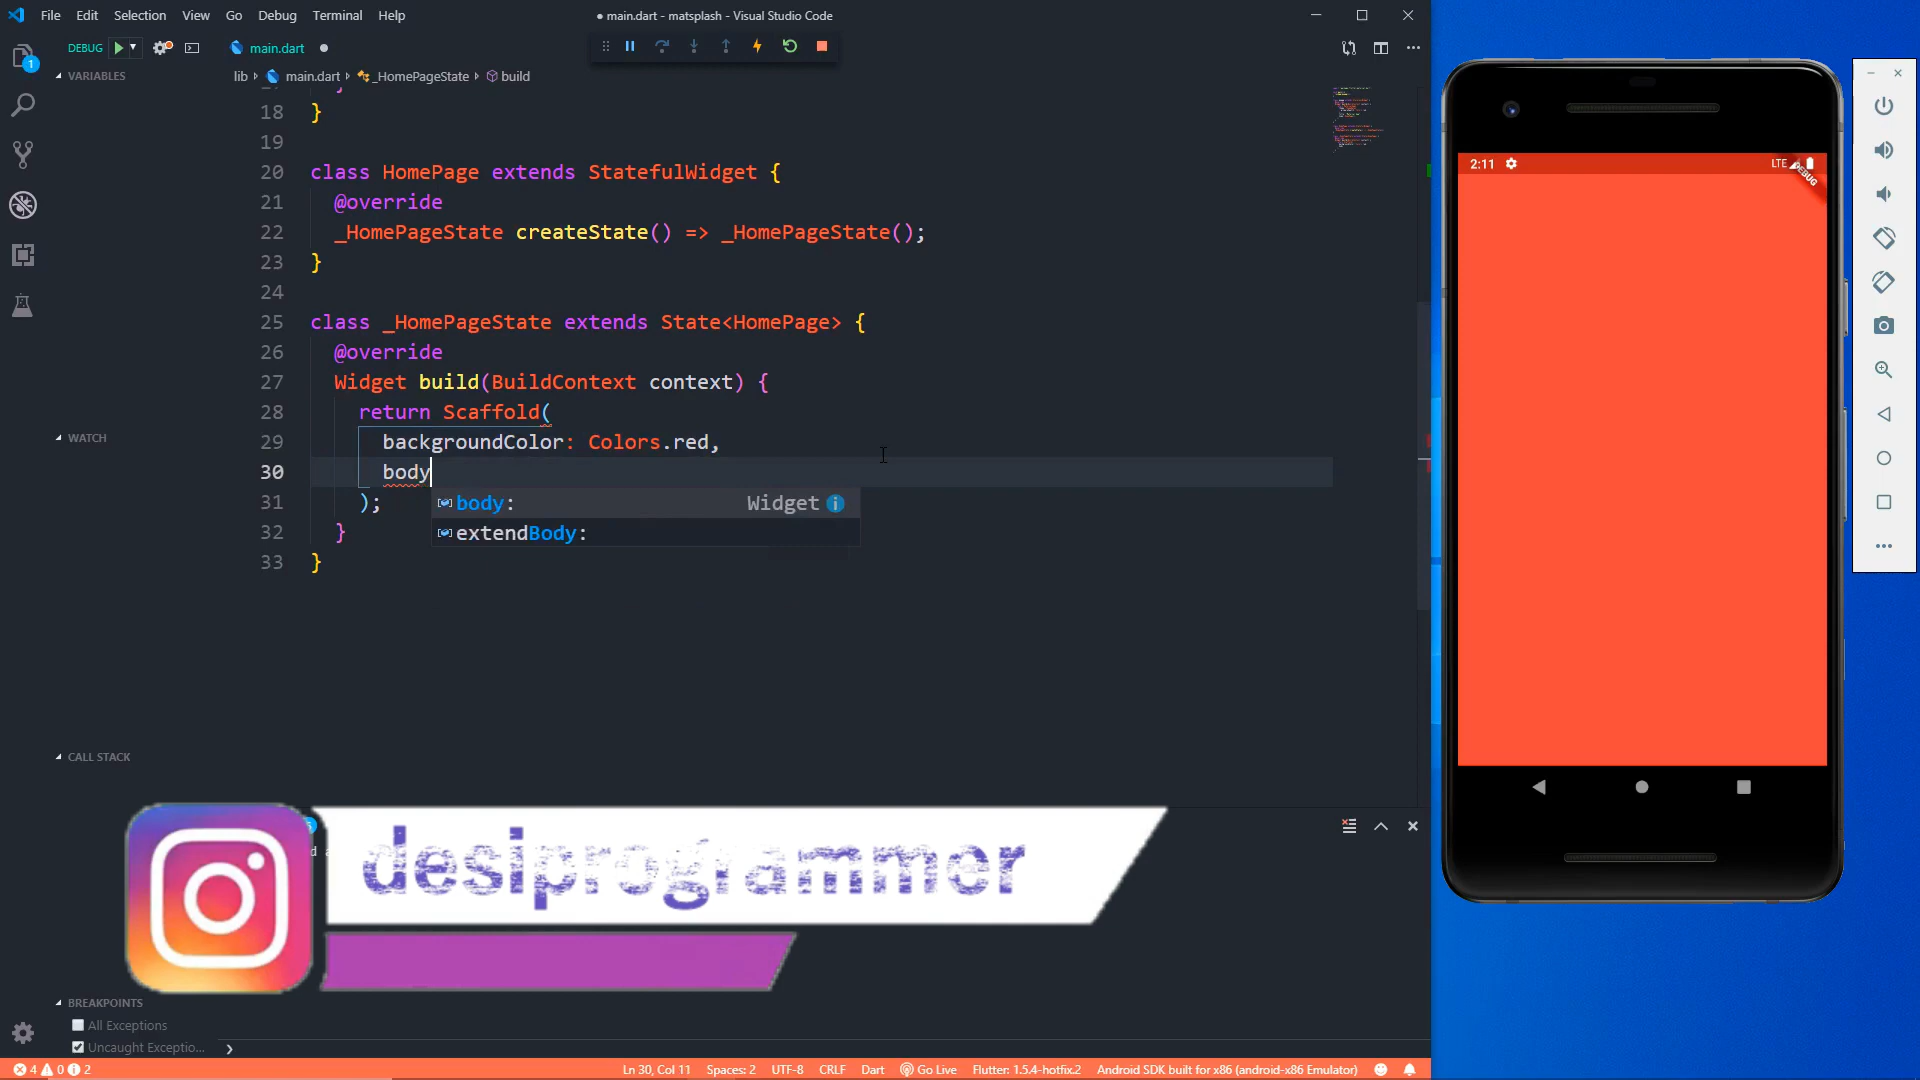 File Edit Selection View Go Debug Terminal Help
● main.dart - matsplash - Visual Studio Code
DEBUG
main.dart
lib main.dart _HomePageState build
1
VARIABLES
18 }
19
20 class HomePage extends StatefulWidget {
21 @override
22 _HomePageState createState() => _HomePageState();
23 }
24
25 class _HomePageState extends State<HomePage> {
26 @override
27 Widget build(BuildContext context) {
28 return Scaffold(
29 backgroundColor: Colors.red,
30 body
body: Widget
31 );
extendBody:
32 }
33 }
WATCH
CALL STACK
desiprogrammer
BREAKPOINTS
All Exceptions
Uncaught Exceptio...
4 0 2
Ln 30, Col 11 Spaces: 2 UTF-8 CRLF Dart Go Live Flutter: 1.5.4-hotfix.2 Android SDK built for x86 (android-x86 Emulator)
2:11 LTE
DEBUG